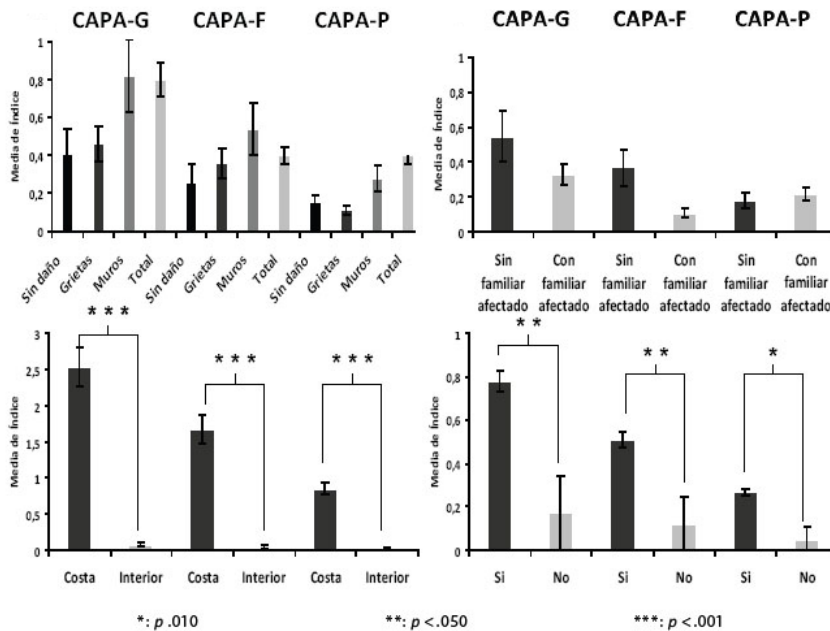 CAPA-G CAPA-F CAPA-P
Media de Índice
1
0,8
0,6
0,4
0,2
0
Sin daño Grietas Muros Total Sin daño Grietas Muros Total Sin daño Grietas Muros Total
CAPA-G CAPA-F CAPA-P
Media de Índice
1
0,8
0,6
0,4
0,2
0
Sin familiar afectado
Con familiar afectado
Sin familiar afectado
Con familiar afectado
Sin familiar afectado
Con familiar afectado
Media de Índice
3
2,5
2
1,5
1
0,5
0
*** *** ***
Costa Interior Costa Interior Costa Interior
Media de Índice
1
0,8
0,6
0,4
0,2
0
** ** *
Si No Si No Si No
*: p .010 **: p <.050 ***: p <.001